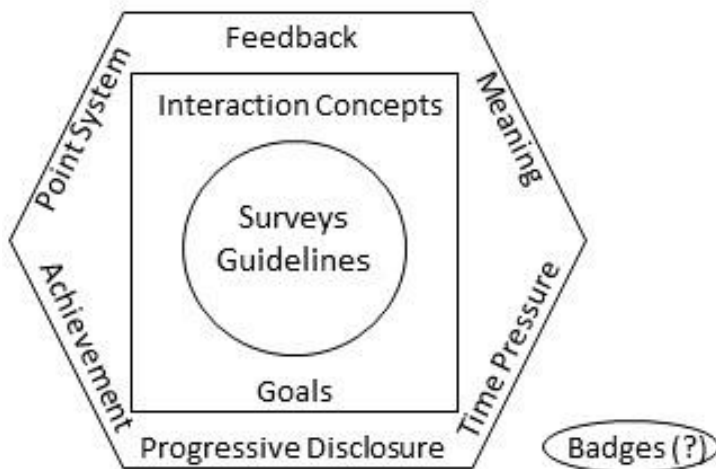 Feedback
Point System
Meaning
Interaction Concepts
Surveys
Guidelines
Achievement
Time Pressure
Goals
Progressive Disclosure
Badges (?)